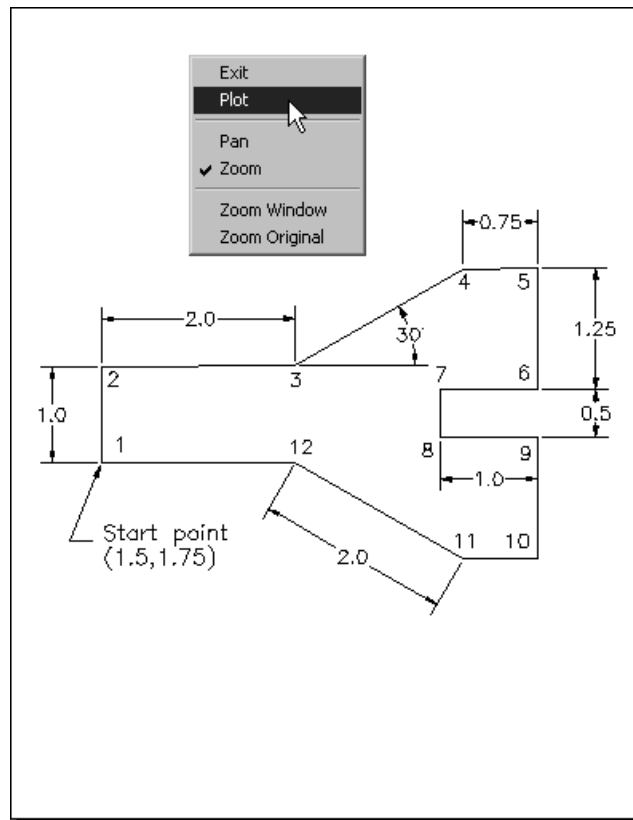 Exit
Plot
Pan
Zoom
Zoom Window
Zoom Original
0.75
4 5
2.0
30°
1.25
2 3 7 6
1.0
0.5
1 12 8 9
1.0
Start point
(1.5,1.75)
2.0
11 10